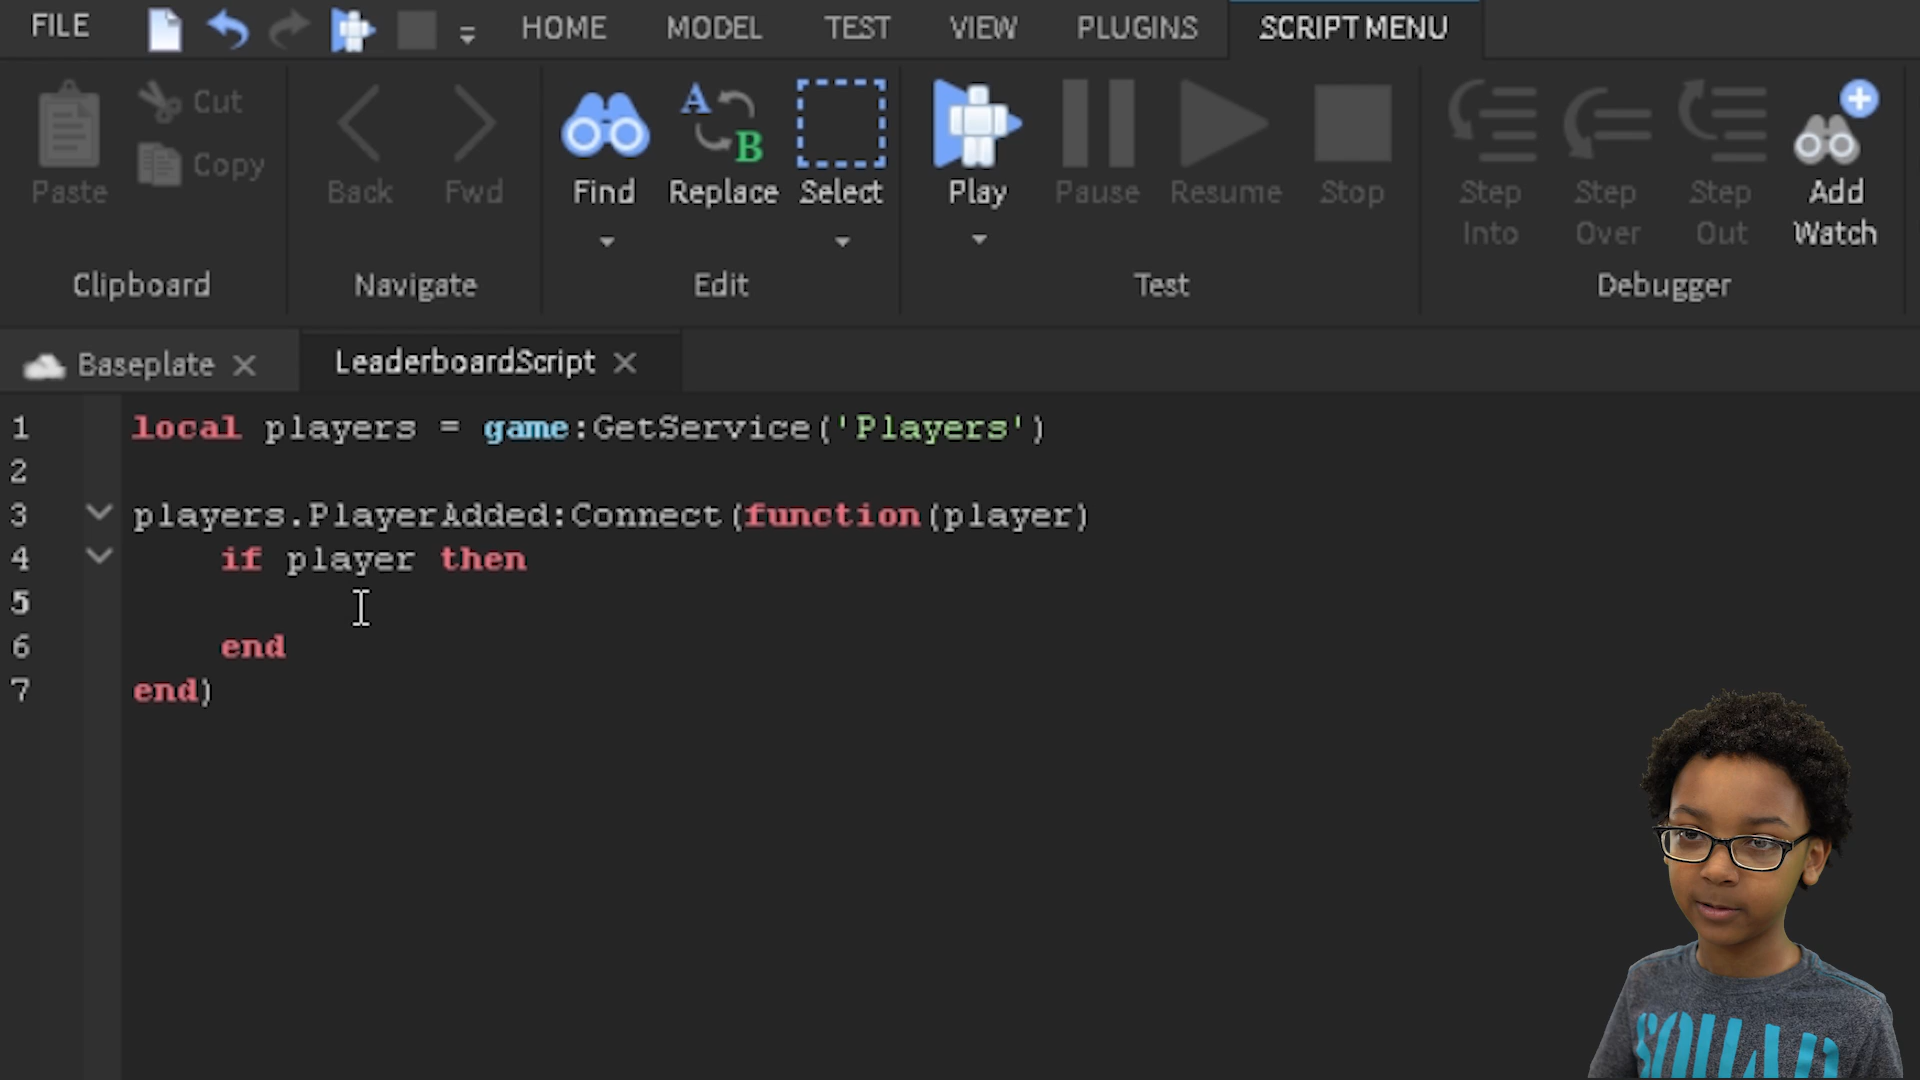 FILE HOME MODEL TEST VIEW PLUGINS SCRIPT MENU
Paste
Cut
Copy
Clipboard
Back
Fwd
Navigate
Find
Replace
Select
Edit
Play
Pause
Resume
Stop
Test
Step Into
Step Over
Step Out
Add Watch
Debugger
Baseplate
LeaderboardScript
1 local players = game:GetService('Players')
2
3 players.PlayerAdded:Connect(function(player)
4 if player then
5
6 end
7 end)
SQUAD